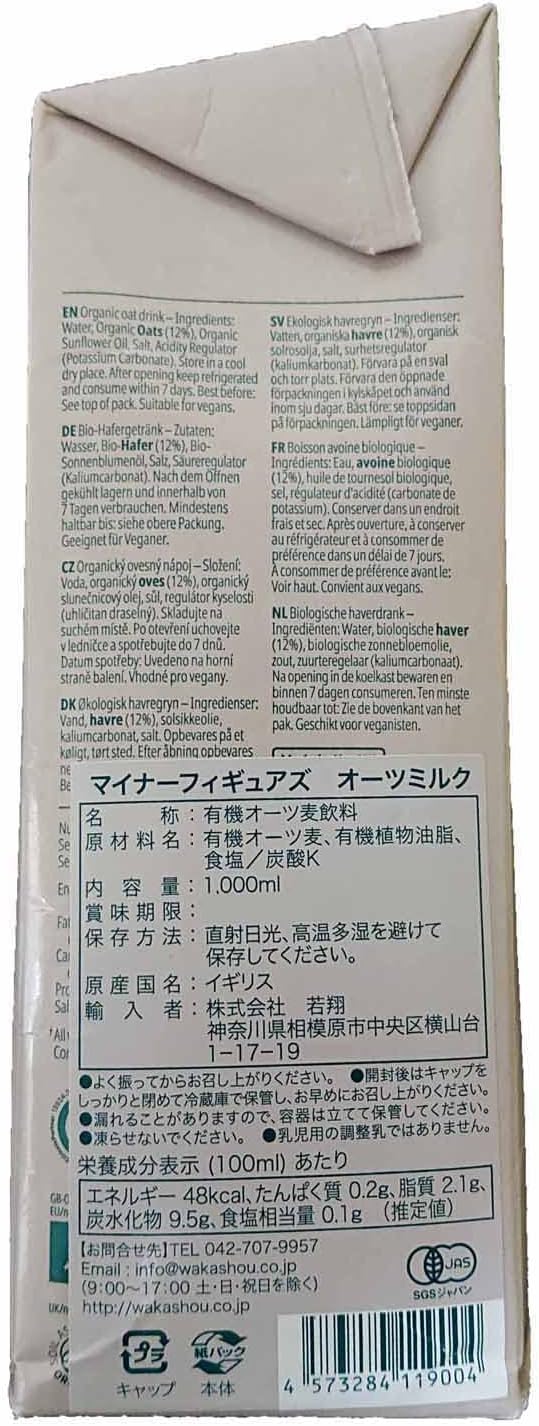 EN Organic oat drink – Ingredients:
Water, Organic Oats (12%), Organic
Sunflower Oil, Salt, Acidity Regulator
(Potassium Carbonate). Store in a cool
dry place. After opening keep refrigerated
and consume within 7 days. Best before:
See top of pack. Suitable for vegans.
DE Bio-Hafergetränk – Zutaten:
Wasser, Bio-Hafer (12%), Bio-
Sonnenblumenöl, Salz, Säureregulator
(Kaliumcarbonat). Nach dem Öffnen
gekühlt lagern und innerhalb von
7 Tagen verbrauchen. Mindestens
haltbar bis: siehe obere Packung.
Geeignet für Veganer.
CZ Organický ovesný nápoj – Složení:
Voda, organický oves (12%), organický
slunečnicový olej, sůl, regulátor kyselosti
(uhličitan draselný). Skladujte na
suchém místě. Po otevření uchovejte
v ledničce a spotřebujte do 7 dnů.
Datum spotřeby: Uvedeno na horní
straně balení. Vhodné pro vegany.
DK Økologisk havregryn – Ingredienser:
Vand, havre (12%), solsikkeolie,
kaliumcarbonat, salt. Opbevares på et
køligt, tørt sted. Efter åbning opbevares
SV Ekologisk havregryn – Ingredienser:
Vatten, organiska havre (12%), organisk
solrosolja, salt, surhetsregulator
(kaliumkarbonat). Förvara på en sval
och torr plats. Förvara den öppnade
förpackningen i kylskåpet och använd
inom sju dagar. Bäst före: se toppsidan
på förpackningen. Lämpligt för veganer.
FR Boisson avoine biologique –
Ingrédients: Eau, avoine biologique
(12%), huile de tournesol biologique,
sel, régulateur d'acidité (carbonate de
potassium). Conserver dans un endroit
frais et sec. Après ouverture, à conserver
au réfrigérateur et à consommer de
préférence dans un délai de 7 jours.
À consommer de préférence avant le:
Voir haut. Convient aux vegans.
NL Biologische haverdrank –
Ingrediënten: Water, biologische haver
(12%), biologische zonnebloemolie,
zout, zuurteregelaar (kaliumcarbonaat).
Na opening in de koelkast bewaren en
binnen 7 dagen consumeren. Ten minste
houdbaar tot: Zie de bovenkant van het
pak. Geschikt voor veganisten.
マイナーフィギュアズ オーツミルク
名称：有機オーツ麦飲料
原材料名：有機オーツ麦、有機植物油脂、
食塩／炭酸K
内容量：1.000ml
賞味期限：
保存方法：直射日光、高温多湿を避けて
保存してください。
原産国名：イギリス
輸入者：株式会社 若翔
神奈川県相模原市中央区横山台
1-17-19
●よく振ってからお召し上がりください。 ●開封後はキャップを
しっかりと閉めて冷蔵庫で保管し、お早めにお召し上がりください。
●漏れることがありますので、容器は立てて保管してください。
●凍らせないでください。 ●乳児用の調整乳ではありません。
栄養成分表示 (100ml) あたり
エネルギー 48kcal、たんぱく質 0.2g、脂質 2.1g、
炭水化物 9.5g、食塩相当量 0.1g （推定値）
【お問合せ先】TEL 042-707-9957
Email : info@wakashou.co.jp
(9:00～17:00 土・日・祝日を除く)
http://wakashou.co.jp
JAS
SGSジャパン
プラ
キャップ
紙パック
本体
4 573284 119004